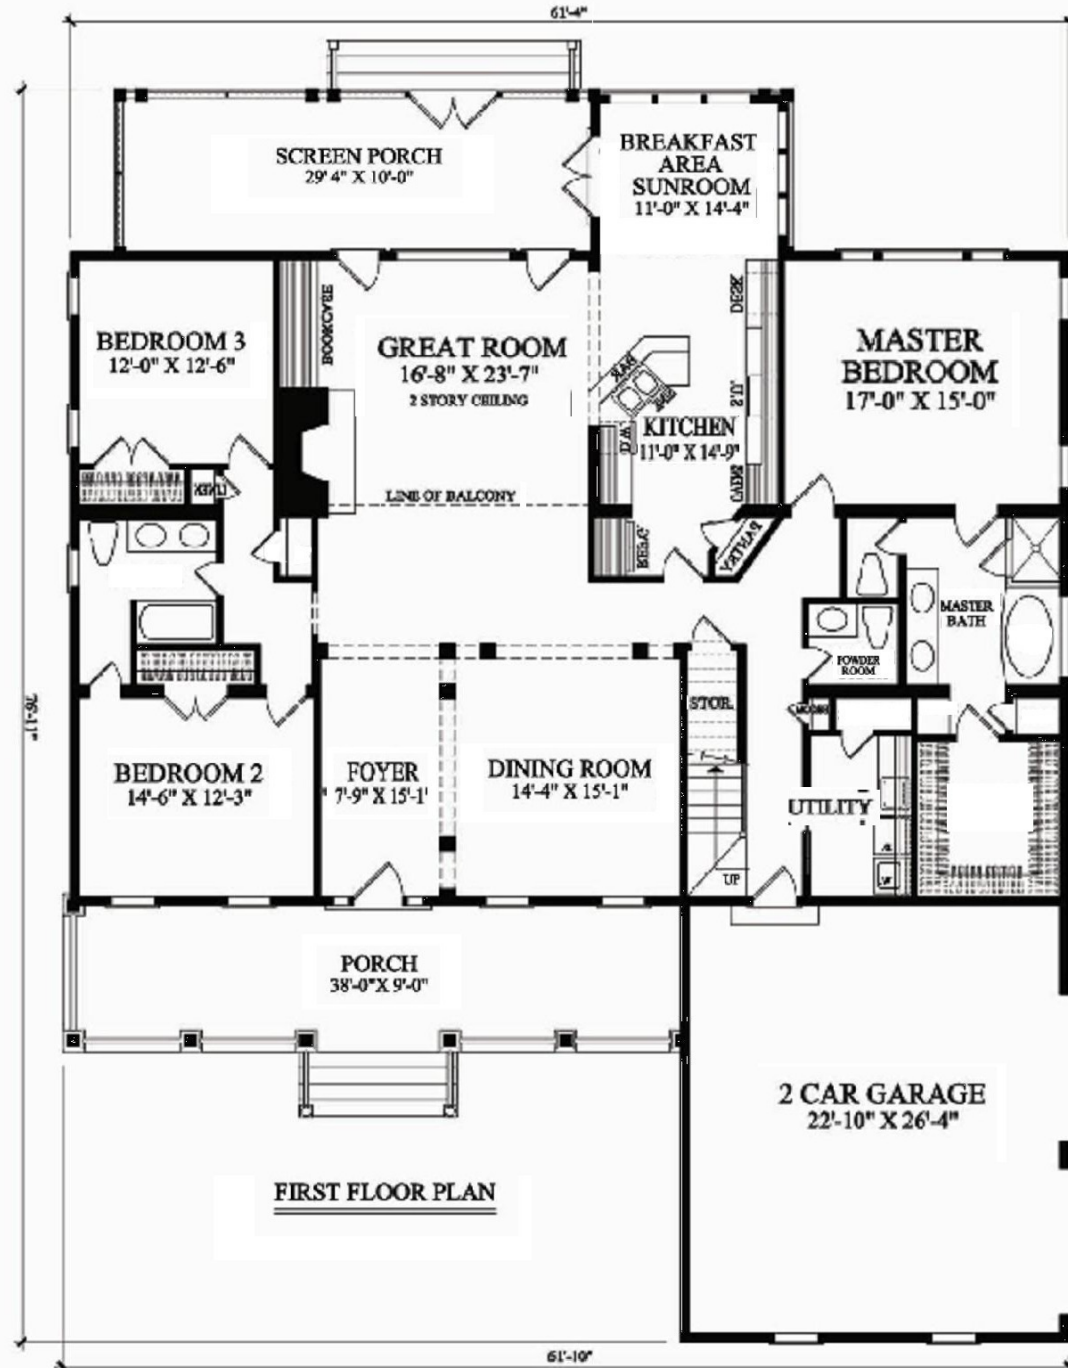 61'-4"
SCREEN PORCH
29' 4" X 10'-0"
BREAKFAST
AREA
SUNROOM
11'-0" X 14'-4"
BEDROOM 3
12'-0" X 12'-6"
BOOKCASE
GREAT ROOM
16'-8" X 23'-7"
2 STORY CEILING
LINE OF BALCONY
DESK
KITCHEN
11'-0" X 14'-9"
MASTER
BEDROOM
17'-0" X 15'-0"
PANTRY
MASTER
BATH
POWDER
ROOM
STOR.
76'-11"
BEDROOM 2
14'-6" X 12'-3"
FOYER
7'-9" X 15'-1'
DINING ROOM
14'-4" X 15'-1"
UTILITY
UP
PORCH
38'-0"X 9'-0"
2 CAR GARAGE
22'-10" X 26'-4"
FIRST FLOOR PLAN
61'-10"